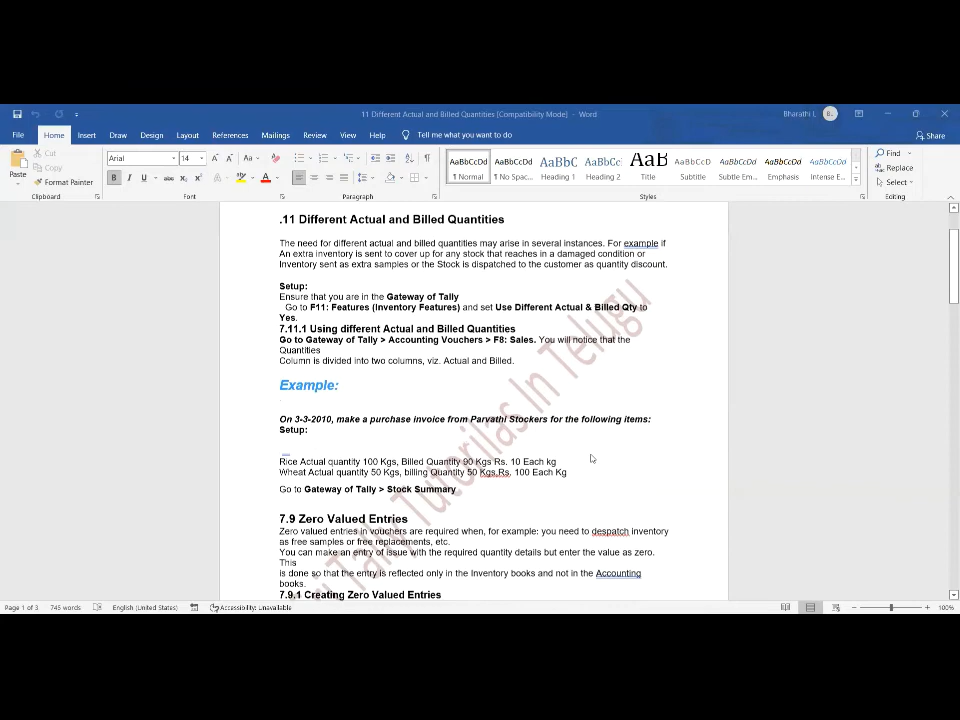 11 Different Actual and Billed Quantities [Compatibility Mode] - Word
Bharathi L
File Home Insert Draw Design Layout References Mailings Review View Help Tell me what you want to do Share
Paste
Cut
Copy
Format Painter
Clipboard
Arial 14
Font
Paragraph
AaBbCcDd AaBbCcDd AaBbC AaBbCc AaB AaBbCcD AaBbCcDd AaBbCcDd AaBbCcDd
1 Normal 1 No Spac... Heading 1 Heading 2 Title Subtitle Subtle Em... Emphasis Intense E...
Styles
Find
Replace
Select
Editing
.11 Different Actual and Billed Quantities
The need for different actual and billed quantities may arise in several instances. For example if
An extra inventory is sent to cover up for any stock that reaches in a damaged condition or
Inventory sent as extra samples or the Stock is dispatched to the customer as quantity discount.
Setup:
Ensure that you are in the Gateway of Tally
Go to F11: Features (Inventory Features) and set Use Different Actual & Billed Qty to
Yes.
7.11.1 Using different Actual and Billed Quantities
Go to Gateway of Tally > Accounting Vouchers > F8: Sales. You will notice that the
Quantities
Column is divided into two columns, viz. Actual and Billed.
Example:
On 3-3-2010, make a purchase invoice from Parvathi Stockers for the following items:
Setup:
Rice Actual quantity 100 Kgs, Billed Quantity 90 Kgs Rs. 10 Each kg
Wheat Actual quantity 50 Kgs, billing Quantity 50 Kgs,Rs. 100 Each Kg
Go to Gateway of Tally > Stock Summary
7.9 Zero Valued Entries
Zero valued entries in vouchers are required when, for example: you need to despatch inventory
as free samples or free replacements, etc.
You can make an entry of issue with the required quantity details but enter the value as zero.
This
is done so that the entry is reflected only in the Inventory books and not in the Accounting
books.
7.9.1 Creating Zero Valued Entries
Tally Tutorilas In Telugu
Page 1 of 3 745 words English (United States) Accessibility: Unavailable 100%